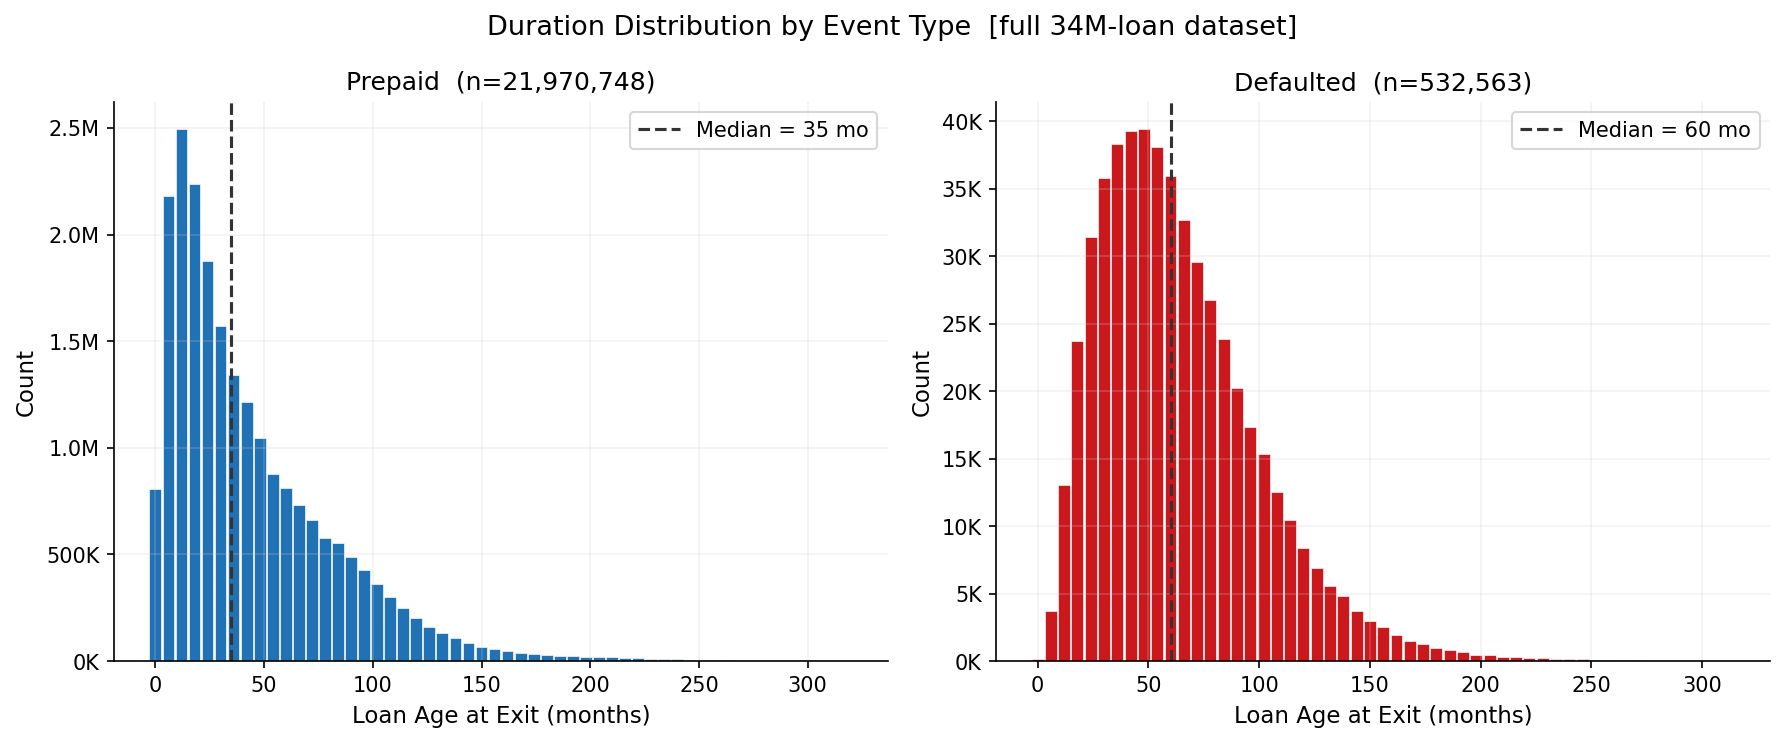 Duration Distribution by Event Type [full 34M-loan dataset]
Prepaid (n=21,970,748)
Median = 35 mo
2.5M
2.0M
1.5M
1.0M
500K
0K
Count
0 50 100 150 200 250 300
Loan Age at Exit (months)
Defaulted (n=532,563)
Median = 60 mo
40K
35K
30K
25K
20K
15K
10K
5K
0K
Count
0 50 100 150 200 250 300
Loan Age at Exit (months)